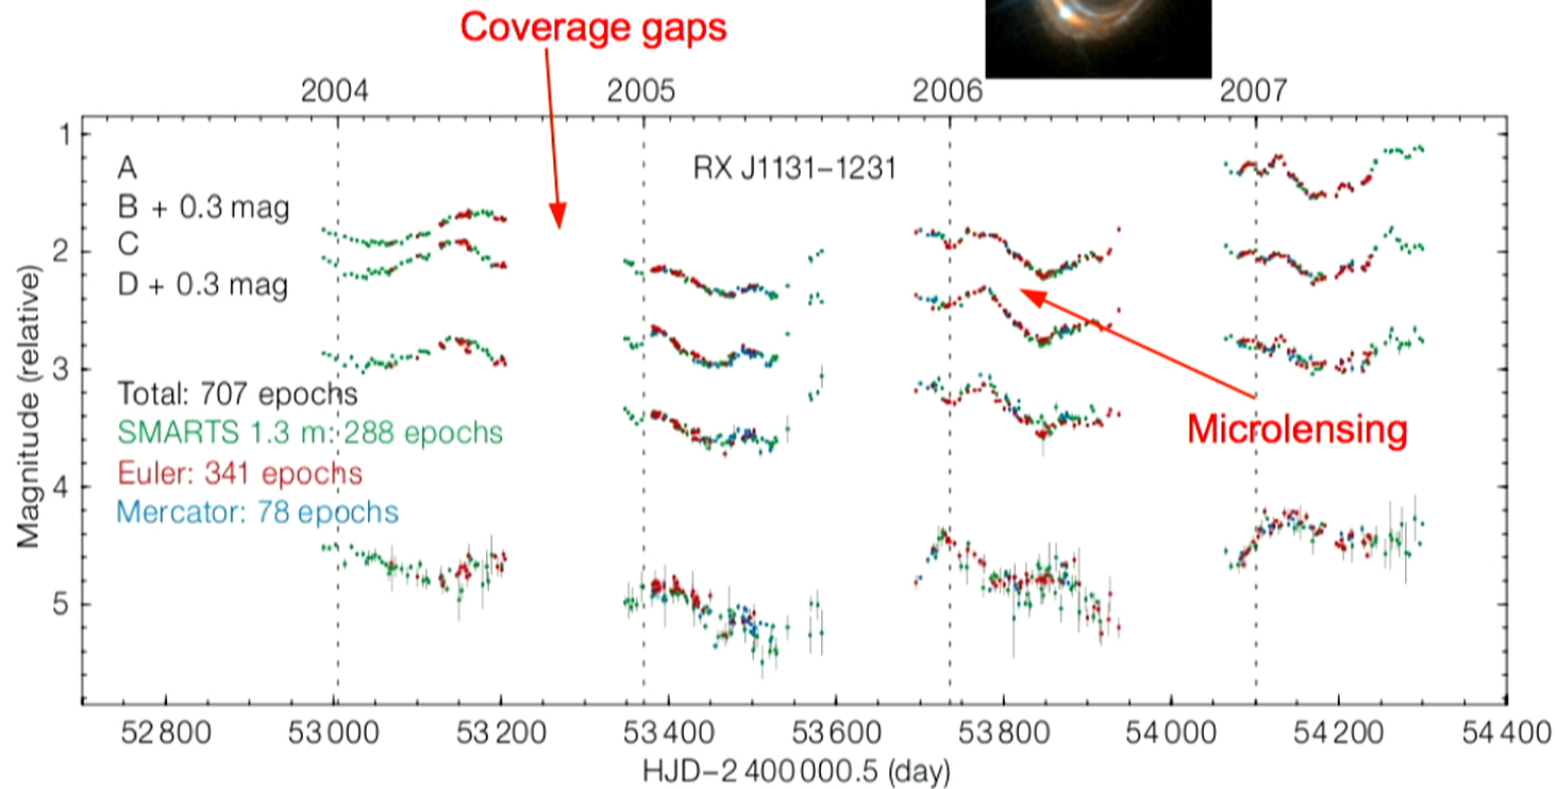 Coverage gaps
2004 2005 2006 2007
RX J1131−1231
A
B + 0.3 mag
C
D + 0.3 mag
Total: 707 epochs
SMARTS 1.3 m: 288 epochs
Euler: 341 epochs
Mercator: 78 epochs
Microlensing
Magnitude (relative)
1
2
3
4
5
52 800 53 000 53 200 53 400 53 600 53 800 54 000 54 200 54 400
HJD−2 400 000.5 (day)